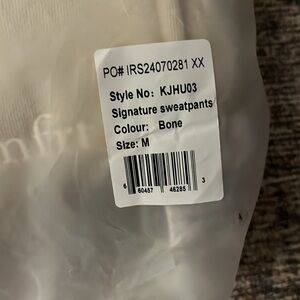 PO# IRS24070281 XX
Style No: KJHU03
Signature sweatpants
Colour: Bone
Size: M
6 60457 46285 3